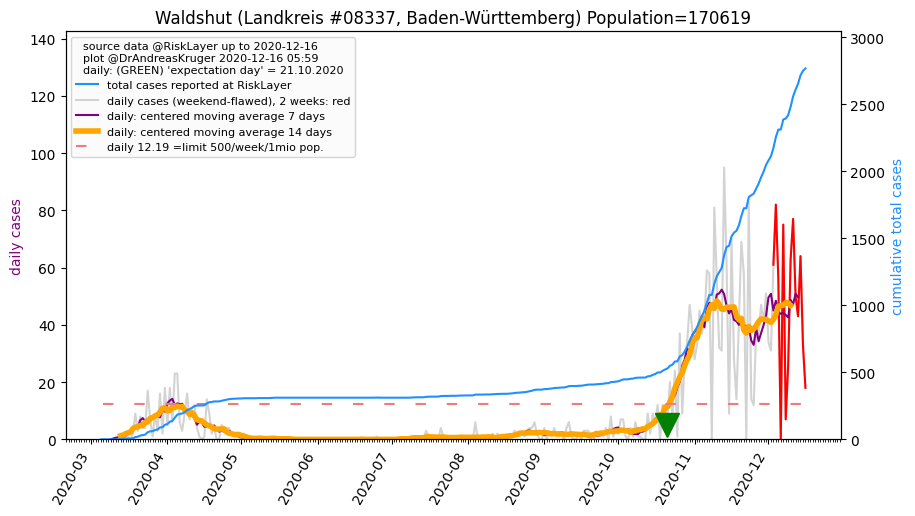 Waldshut (Landkreis #08337, Baden-Württemberg) Population=170619
source data @RiskLayer up to 2020-12-16
plot @DrAndreasKruger 2020-12-16 05:59
daily: (GREEN) 'expectation day' = 21.10.2020
total cases reported at RiskLayer
daily cases (weekend-flawed), 2 weeks: red
daily: centered moving average 7 days
daily: centered moving average 14 days
daily 12.19 =limit 500/week/1mio pop.
daily cases
140
120
100
80
60
40
20
0
cumulative total cases
3000
2500
2000
1500
1000
500
0
2020-03
2020-04
2020-05
2020-06
2020-07
2020-08
2020-09
2020-10
2020-11
2020-12